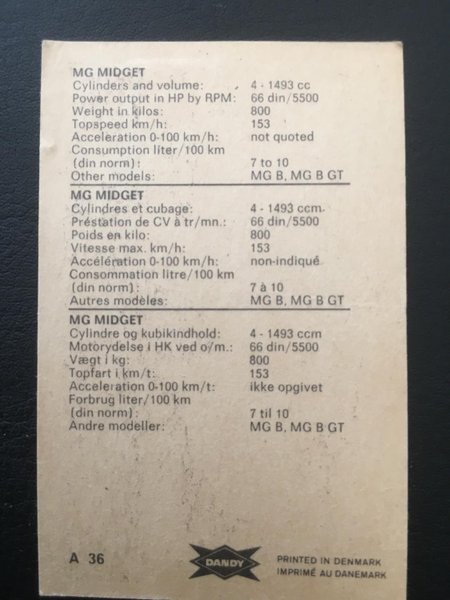 MG MIDGET
Cylinders and volume: 4 - 1493 cc
Power output in HP by RPM: 66 din/5500
Weight in kilos: 800
Topspeed km/h: 153
Acceleration 0-100 km/h: not quoted
Consumption liter/100 km
(din norm): 7 to 10
Other models: MG B, MG B GT
MG MIDGET
Cylindres et cubage: 4 - 1493 ccm
Préstation de CV à tr/mn.: 66 din/5500
Poids en kilo: 800
Vitesse max. km/h: 153
Accélération 0-100 km/h: non-indiqué
Consommation litre/100 km
(din norm): 7 à 10
Autres modèles: MG B, MG B GT
MG MIDGET
Cylindre og kubikindhold: 4 - 1493 ccm
Motorydelse i HK ved o/m.: 66 din/5500
Vægt i kg: 800
Topfart i km/t: 153
Acceleration 0-100 km/t: ikke opgivet
Forbrug liter/100 km
(din norm): 7 til 10
Andre modeller: MG B, MG B GT
A 36
DANDY
PRINTED IN DENMARK
IMPRIMÉ AU DANEMARK